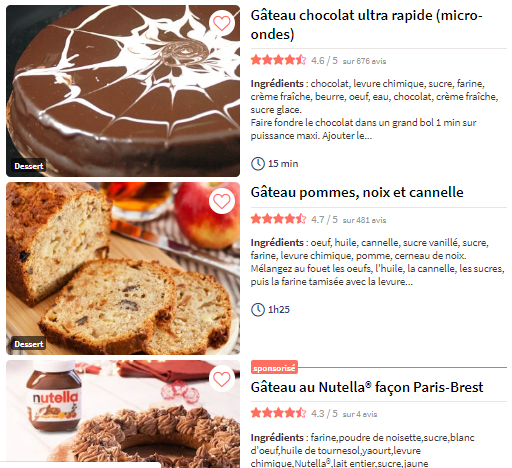 Gâteau chocolat ultra rapide (micro-
ondes)
4.6 / 5 sur 676 avis
Ingrédients : chocolat, levure chimique, sucre, farine,
crème fraîche, beurre, oeuf, eau, chocolat, crème fraîche,
sucre glace.
Faire fondre le chocolat dans un grand bol 1 min sur
puissance maxi. Ajouter le...
15 min
Dessert
Gâteau pommes, noix et cannelle
4.7 / 5 sur 481 avis
Ingrédients : oeuf, huile, cannelle, sucre vanillé, sucre,
farine, levure chimique, pomme, cerneau de noix.
Mélangez au fouet les oeufs, l'huile, la cannelle, les sucres,
puis la farine tamisée avec la levure...
1h25
Dessert
sponsorisé
Gâteau au Nutella® façon Paris-Brest
4.3 / 5 sur 4 avis
Ingrédients : farine,poudre de noisette,sucre,blanc
d'oeuf,huile de tournesol,yaourt,levure
chimique,Nutella®,lait entier,sucre,jaune
nutella